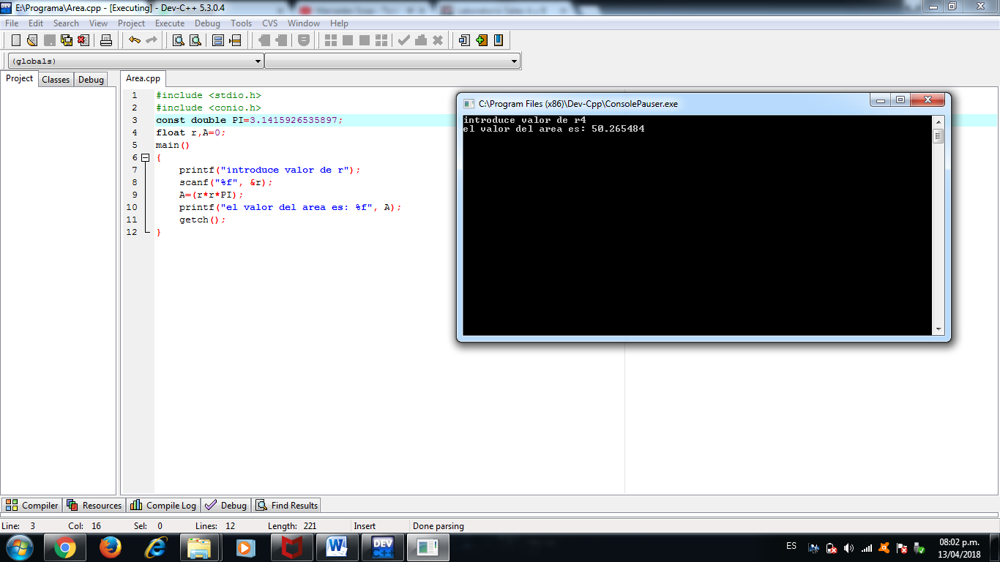 E:\Programa\Area.cpp - [Executing] - Dev-C++ 5.3.0.4
File Edit Search View Project Execute Debug Tools CVS Window Help
(globals)
Project Classes Debug
Area.cpp
1 #include <stdio.h>
2 #include <conio.h>
3 const double PI=3.1415926535897;
4 float r,A=0;
5 main()
6 {
7 printf("introduce valor de r");
8 scanf("%f", &r);
9 A=(r*r*PI);
10 printf("el valor del area es: %f", A);
11 getch();
12 }
C:\Program Files (x86)\Dev-Cpp\ConsolePauser.exe
introduce valor de r4
el valor del area es: 50.265484
Compiler Resources Compile Log Debug Find Results
Line: 3 Col: 16 Sel: 0 Lines: 12 Length: 221 Insert Done parsing
DEV C++
ES
08:02 p.m.
13/04/2018